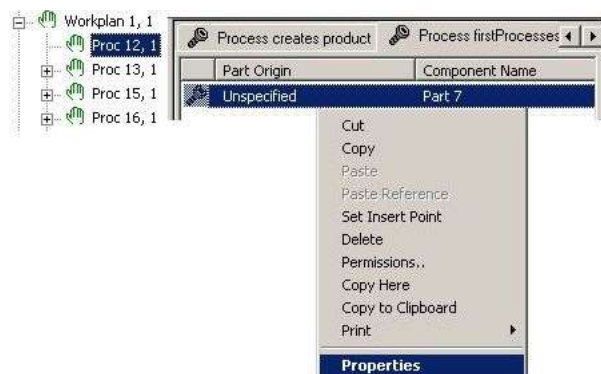 Workplan 1, 1
Proc 12, 1
Proc 13, 1
Proc 15, 1
Proc 16, 1
Process creates product
Process firstProcesses
Part Origin
Component Name
Unspecified
Part 7
Cut
Copy
Paste
Paste Reference
Set Insert Point
Delete
Permissions..
Copy Here
Copy to Clipboard
Print
Properties